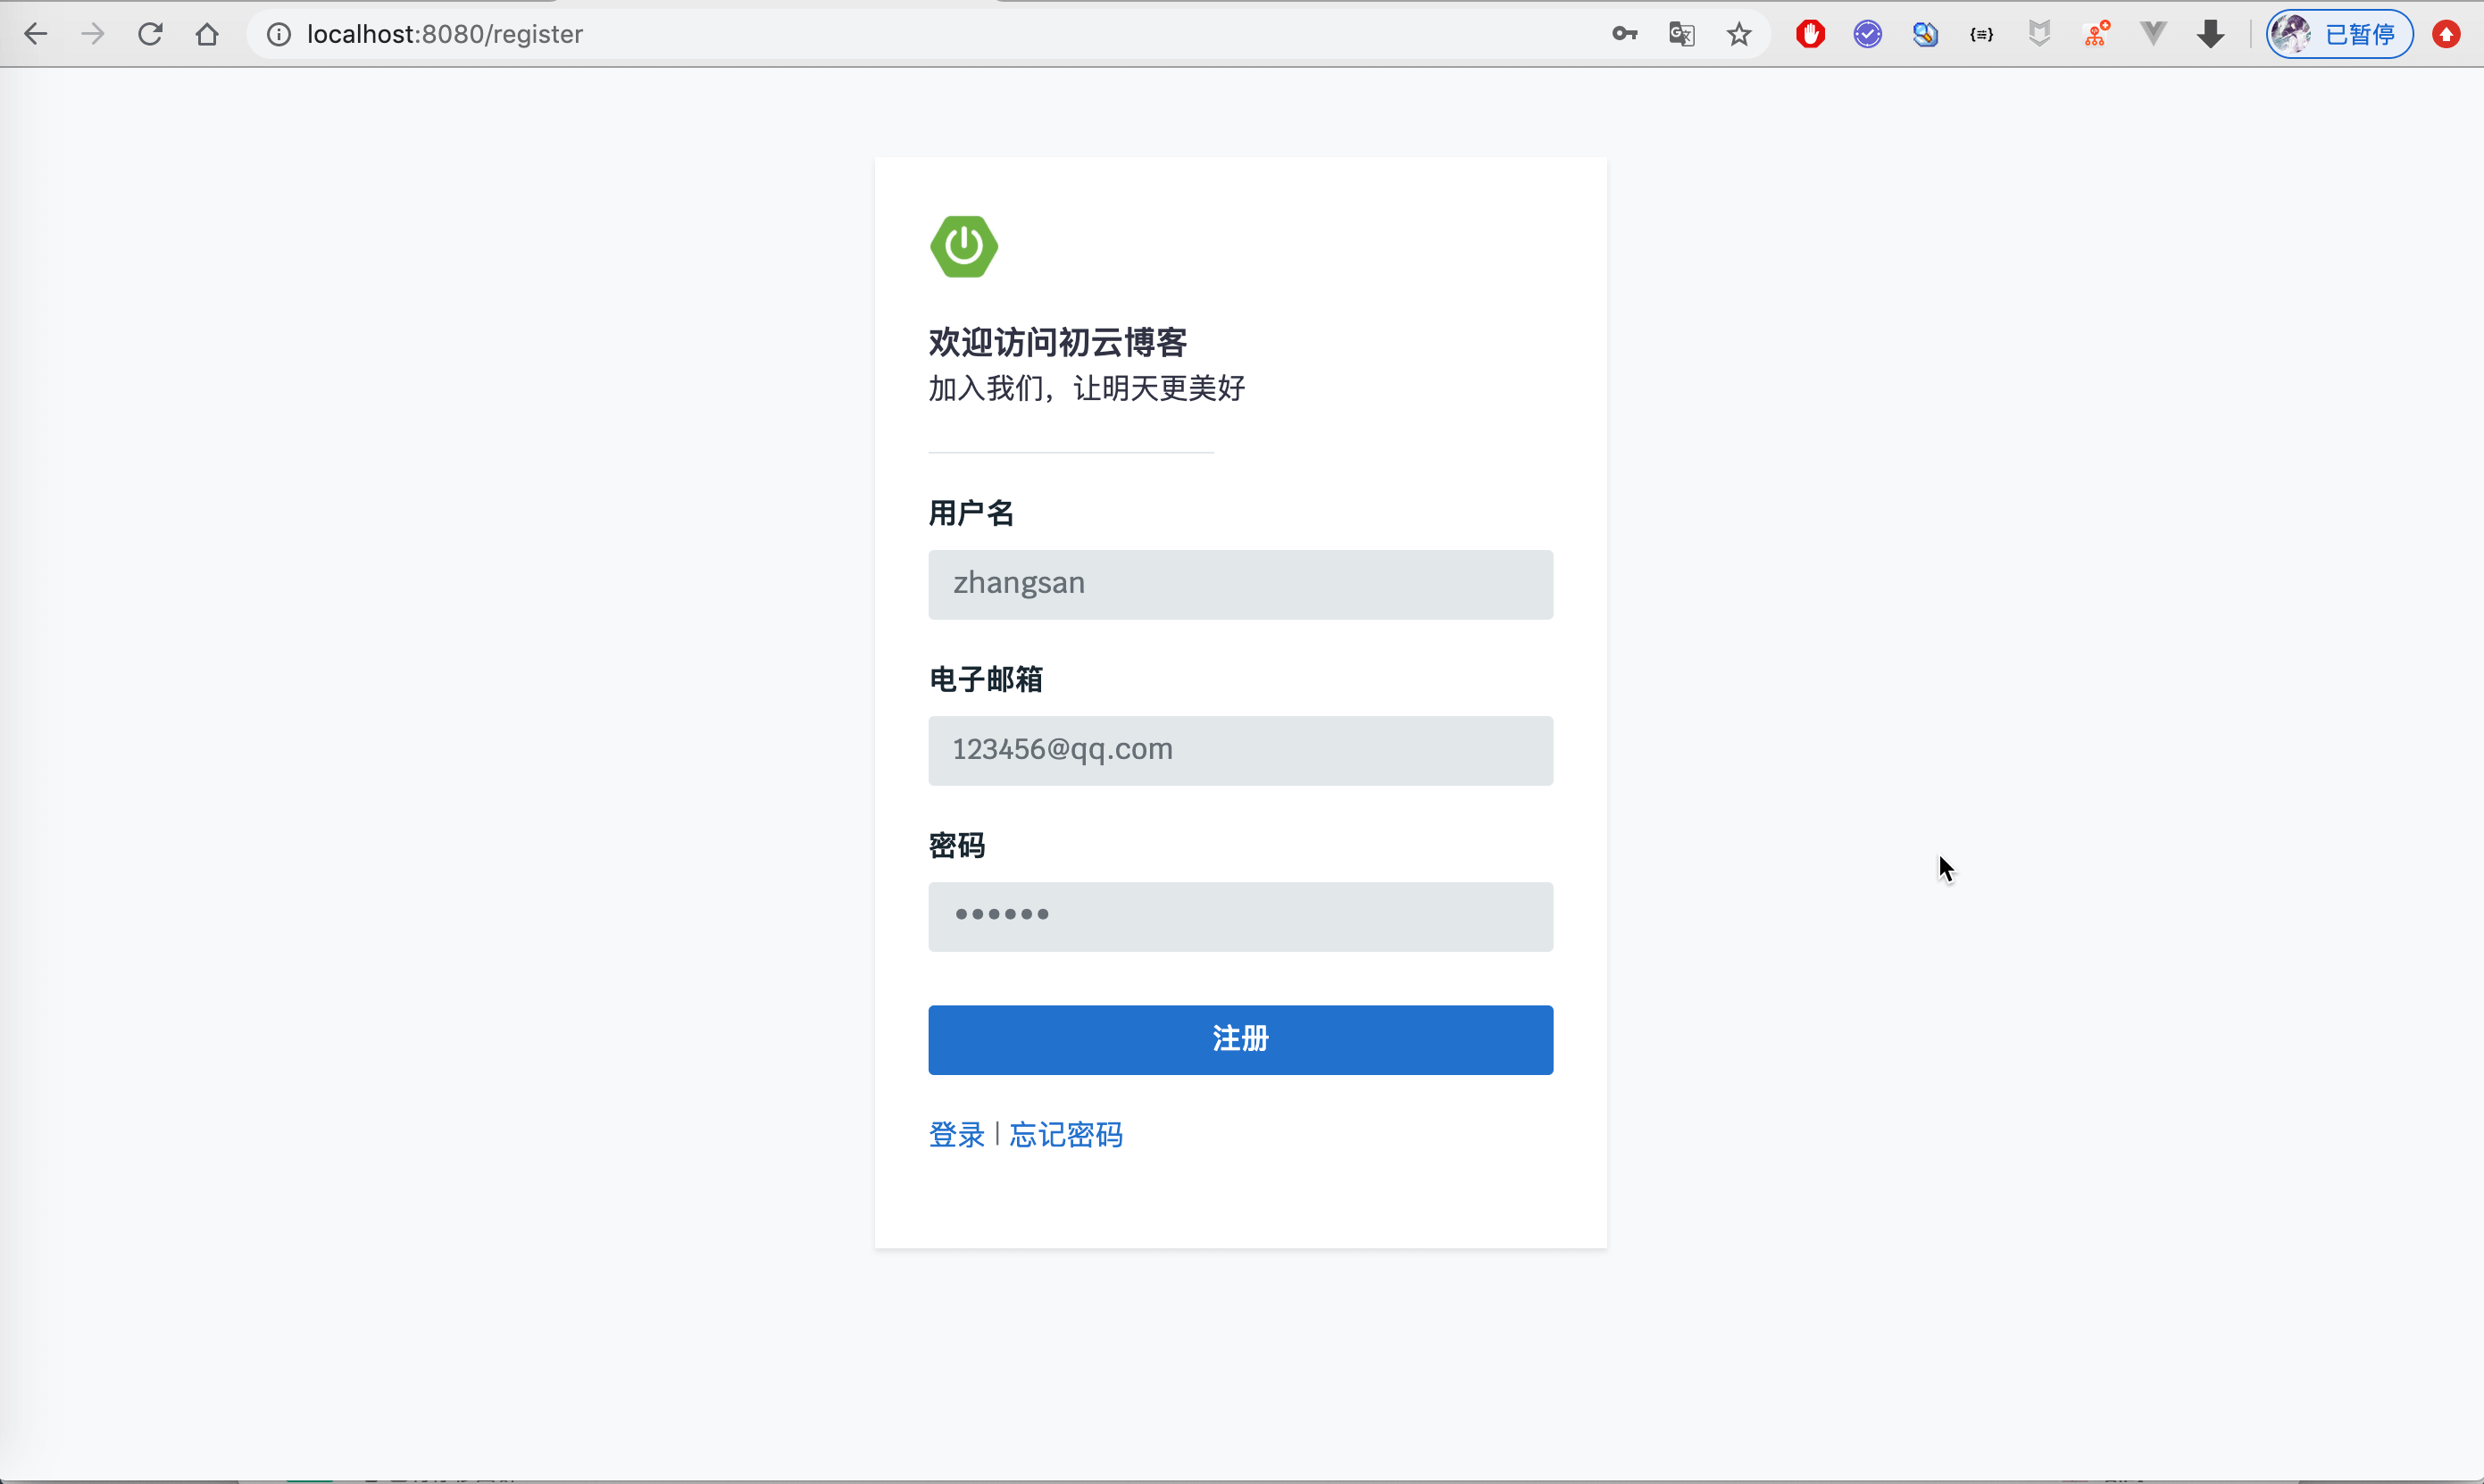 localhost:8080/register
已暂停
欢迎访问初云博客
加入我们，让明天更美好
用户名
zhangsan
电子邮箱
123456@qq.com
密码
••••••
注册
登录 | 忘记密码